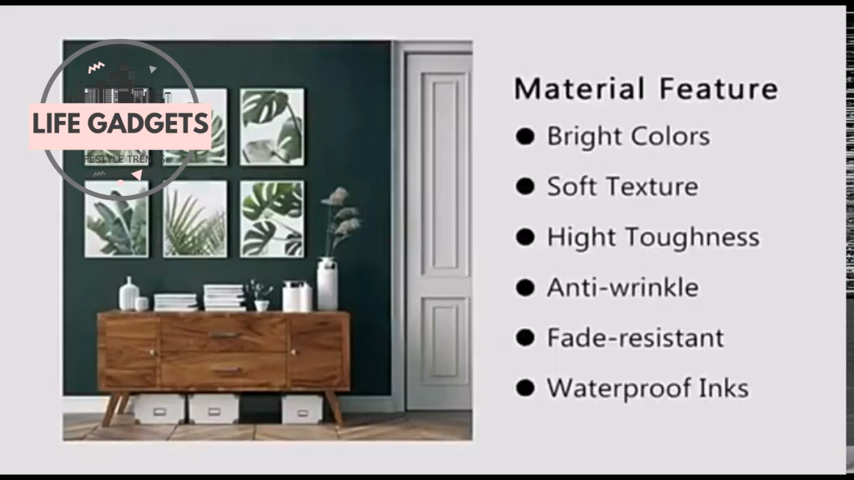 LIFE GADGETS
Material Feature
● Bright Colors
● Soft Texture
● Hight Toughness
● Anti-wrinkle
● Fade-resistant
● Waterproof Inks